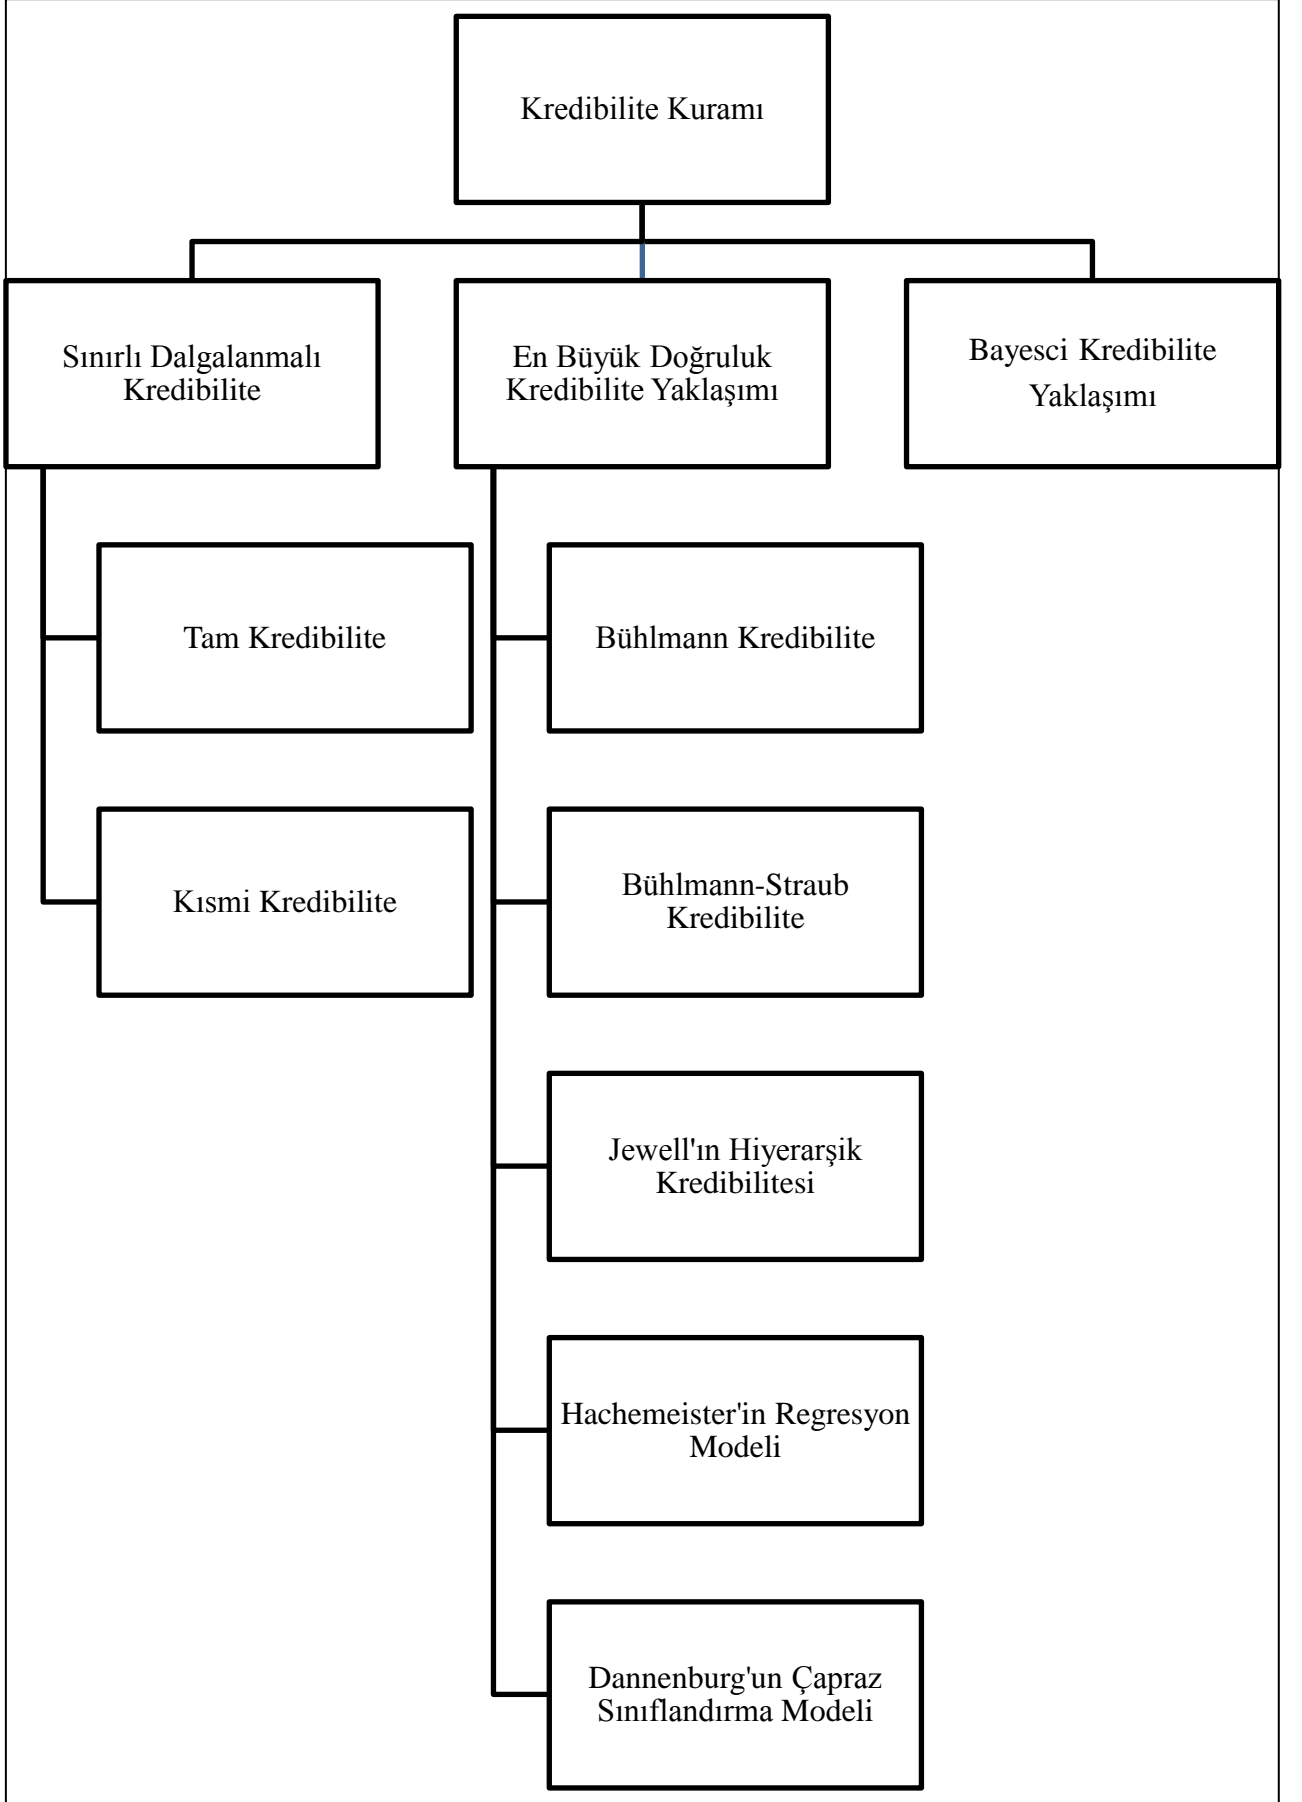 Kredibilite Kuramı
Sınırlı Dalgalanmalı
Kredibilite
En Büyük Doğruluk
Kredibilite Yaklaşımı
Bayesci Kredibilite
Yaklaşımı
Tam Kredibilite
Kısmi Kredibilite
Bühlmann Kredibilite
Bühlmann-Straub
Kredibilite
Jewell'ın Hiyerarşik
Kredibilitesi
Hachemeister'in Regresyon
Modeli
Dannenburg'un Çapraz
Sınıflandırma Modeli